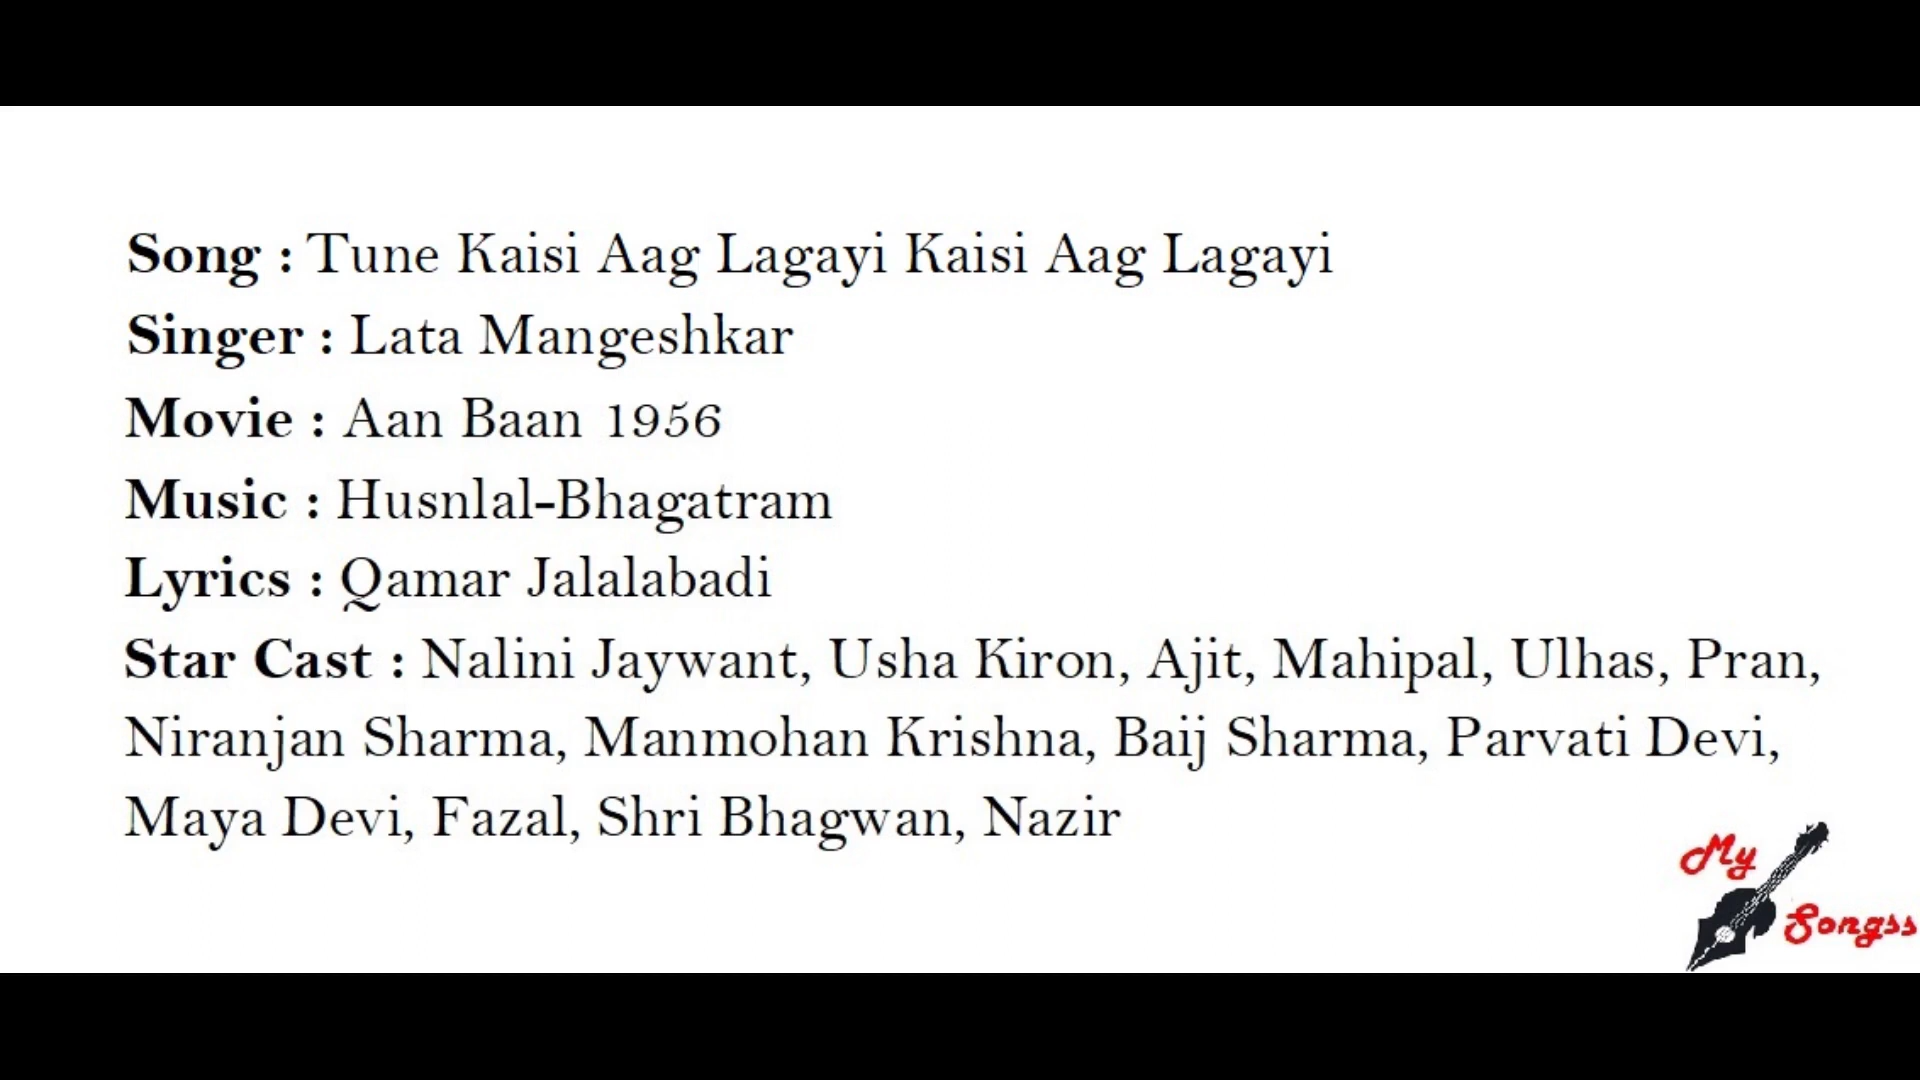 Song : Tune Kaisi Aag Lagayi Kaisi Aag Lagayi
Singer : Lata Mangeshkar
Movie : Aan Baan 1956
Music : Husnlal-Bhagatram
Lyrics : Qamar Jalalabadi
Star Cast : Nalini Jaywant, Usha Kiron, Ajit, Mahipal, Ulhas, Pran,
Niranjan Sharma, Manmohan Krishna, Baij Sharma, Parvati Devi,
Maya Devi, Fazal, Shri Bhagwan, Nazir
My
Songss